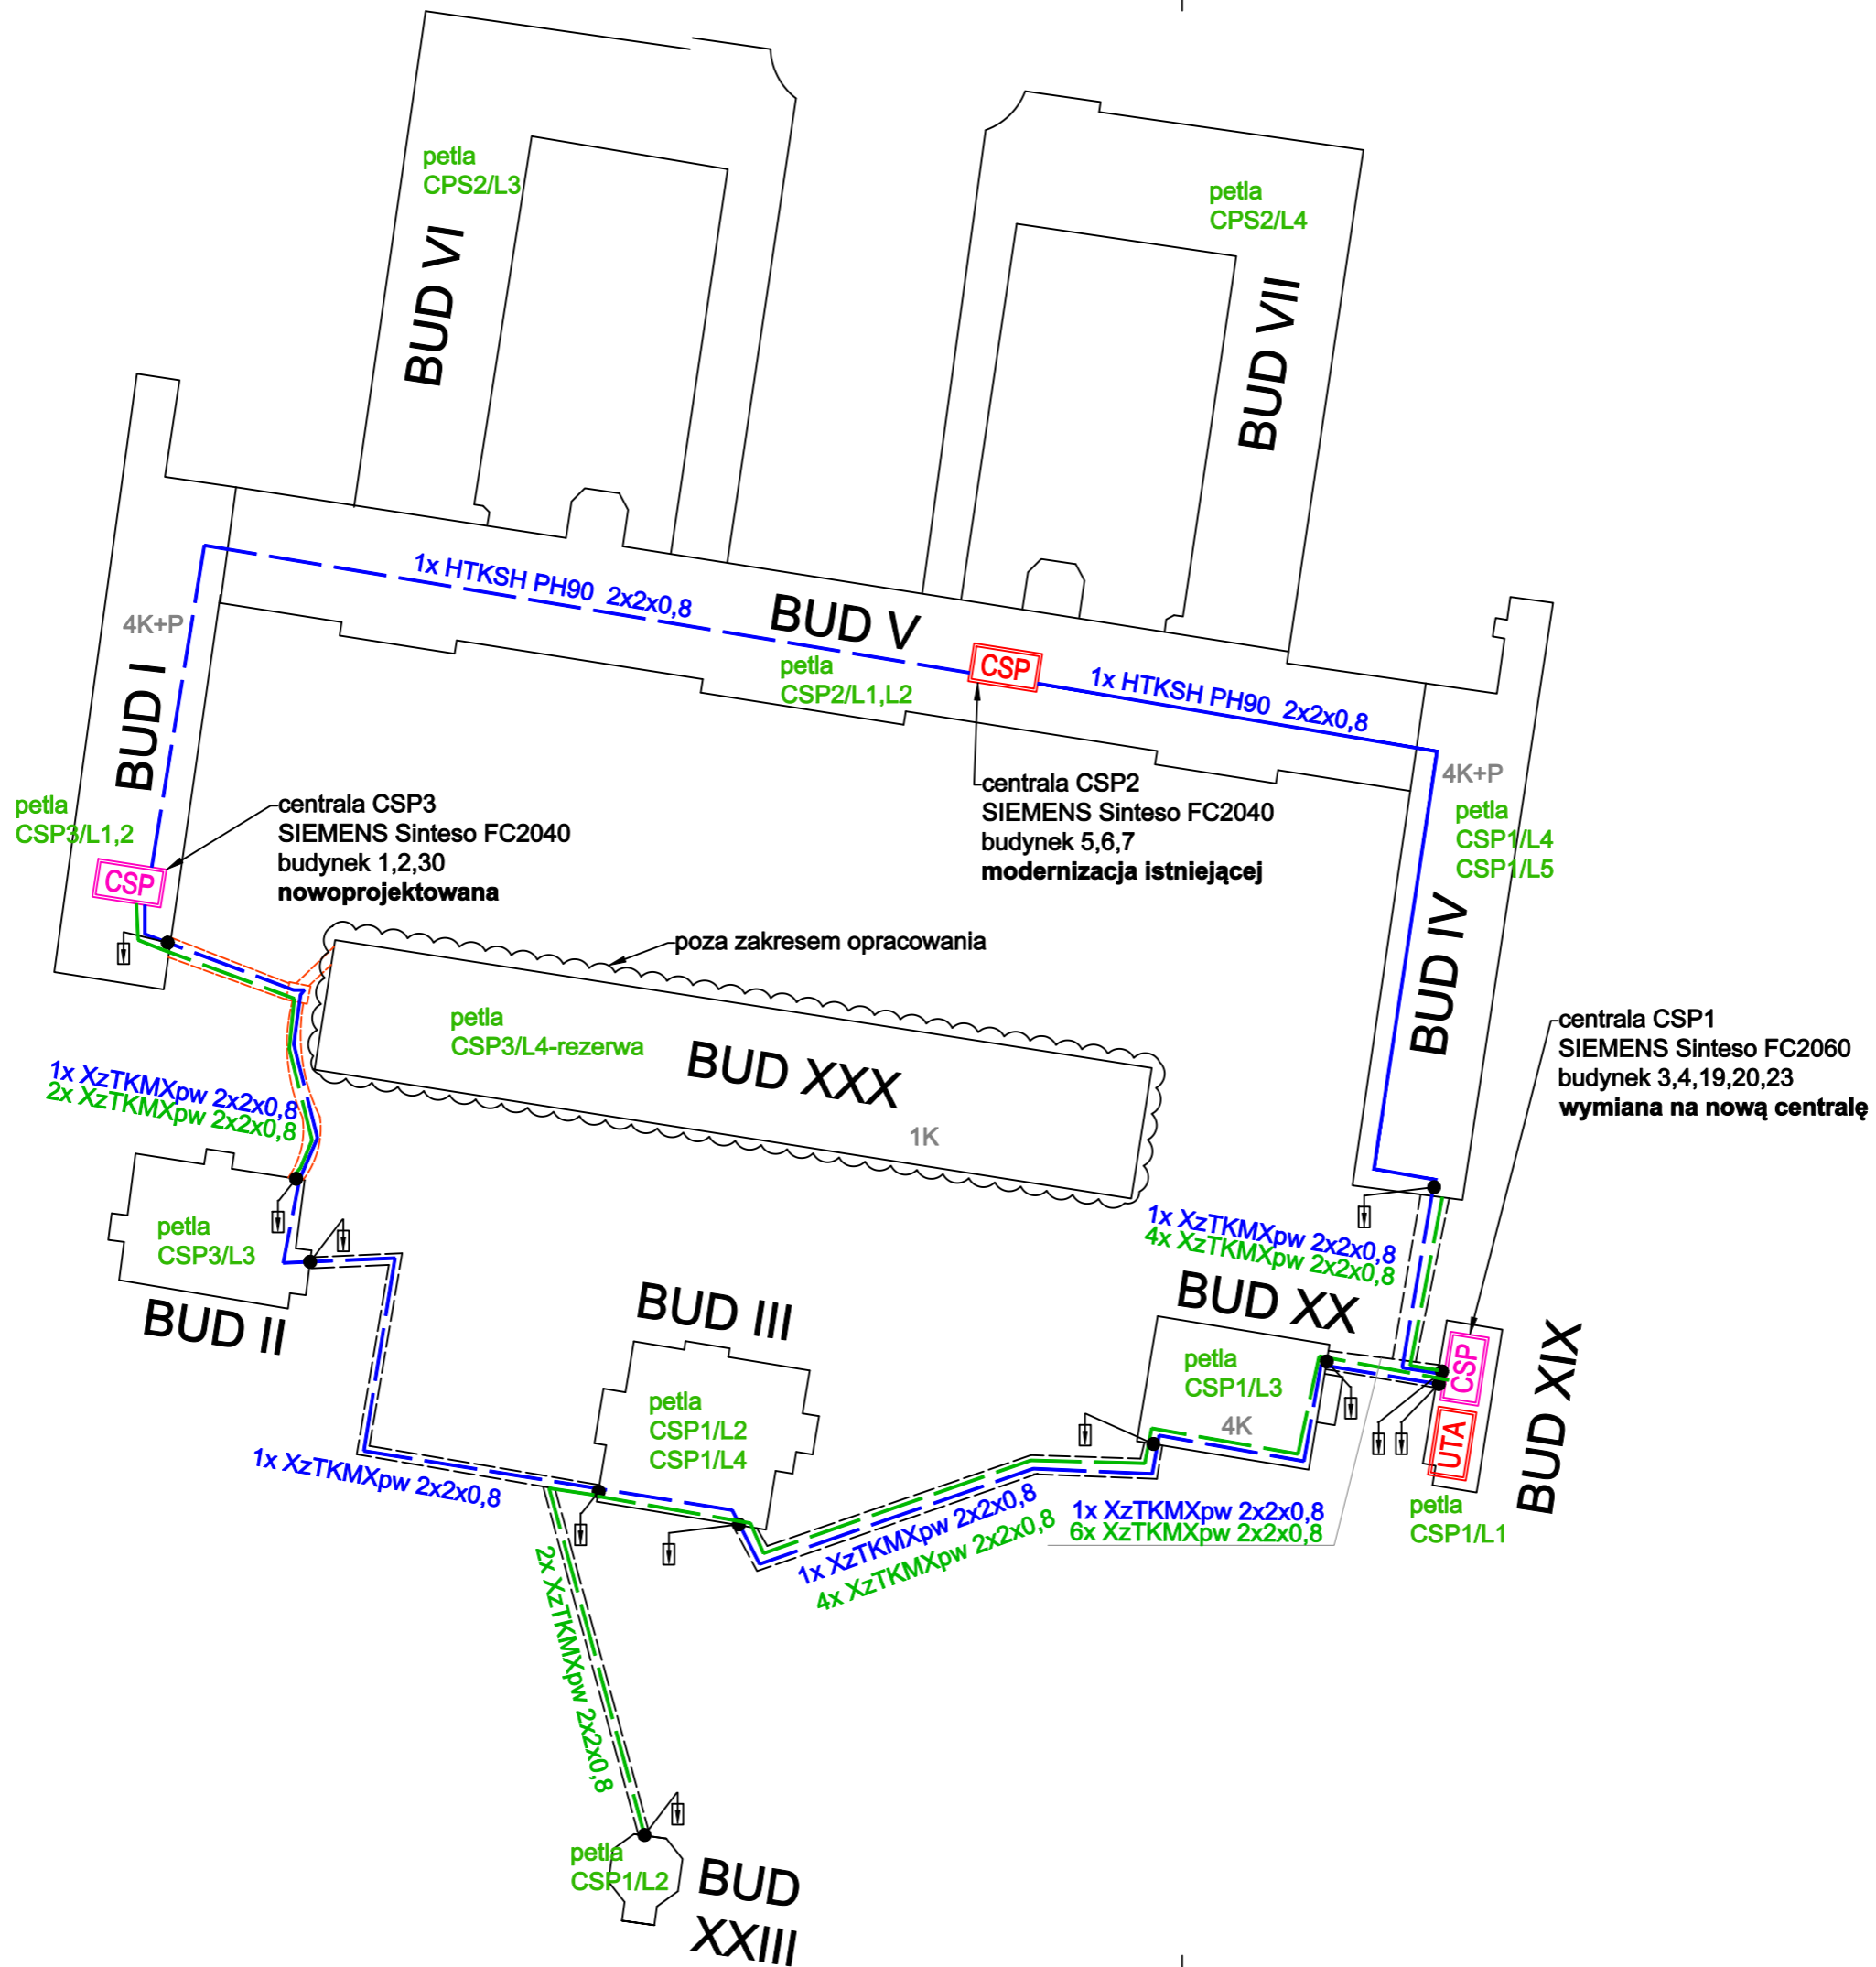 petla
CPS2/L3
BUD VI
petla
CPS2/L4
BUD VII
1x HTKSH PH90 2x2x0,8
BUD V
petla
CSP2/L1,L2
CSP
1x HTKSH PH90 2x2x0,8
4K+P
BUD I
petla
CSP3/L1,2
CSP
centrala CSP3
SIEMENS Sinteso FC2040
budynek 1,2,30
nowoprojektowana
centrala CSP2
SIEMENS Sinteso FC2040
budynek 5,6,7
modernizacja istniejącej
4K+P
petla
CSP1/L4
CSP1/L5
BUD IV
poza zakresem opracowania
petla
CSP3/L4-rezerwa
BUD XXX
1K
centrala CSP1
SIEMENS Sinteso FC2060
budynek 3,4,19,20,23
wymiana na nową centralę
1x XzTKMXpw 2x2x0,8
2x XzTKMXpw 2x2x0,8
petla
CSP3/L3
BUD II
1x XzTKMXpw 2x2x0,8
4x XzTKMXpw 2x2x0,8
BUD III
petla
CSP1/L2
CSP1/L4
BUD XX
petla
CSP1/L3
4K
CSP
UTA
BUD XIX
petla
CSP1/L1
1x XzTKMXpw 2x2x0,8
1x XzTKMXpw 2x2x0,8
4x XzTKMXpw 2x2x0,8
1x XzTKMXpw 2x2x0,8
6x XzTKMXpw 2x2x0,8
2x XzTKMXpw 2x2x0,8
petla
CSP1/L2
BUD
XXIII